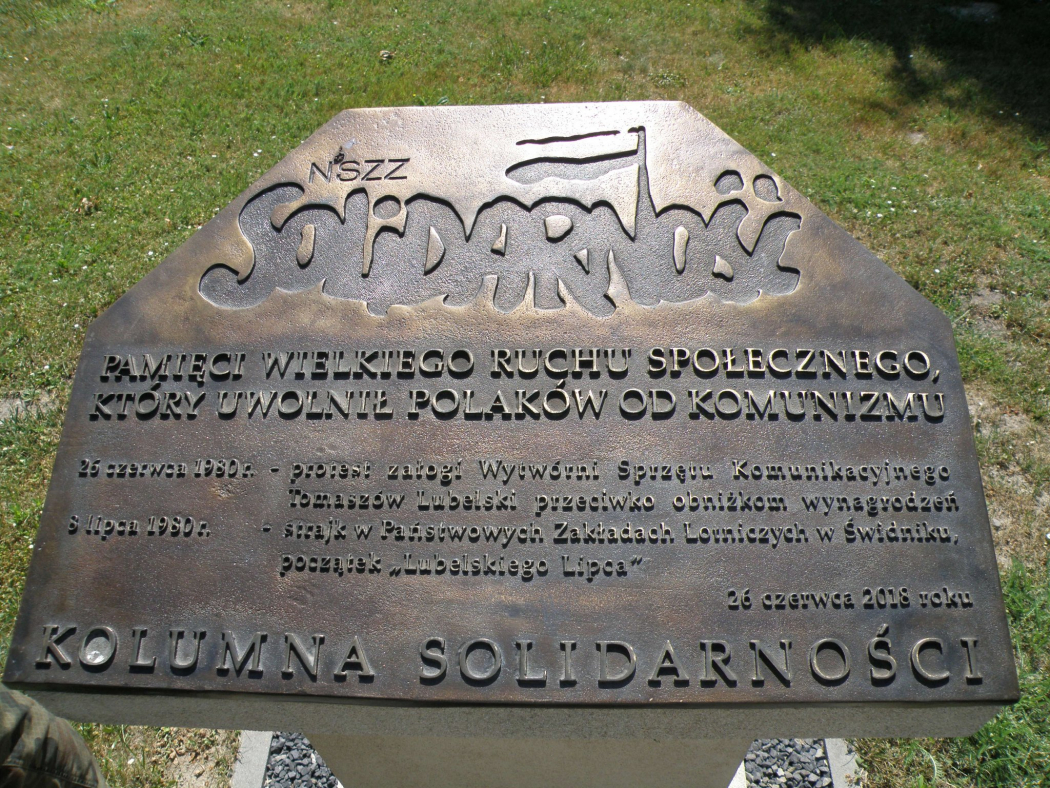 NSZZ
SOLIDARNOŚĆ
PAMIĘCI WIELKIEGO RUCHU SPOŁECZNEGO,
KTÓRY UWOLNIŁ POLAKÓW OD KOMUNIZMU
26 czerwca 1980 r. - protest załogi Wytwórni Sprzętu Komunikacyjnego
Tomaszów Lubelski przeciwko obniżkom wynagrodzeń
8 lipca 1980 r. - strajk w Państwowych Zakładach Lotniczych w Świdniku,
początek „Lubelskiego Lipca"
26 czerwca 2018 roku
KOLUMNA SOLIDARNOŚCI